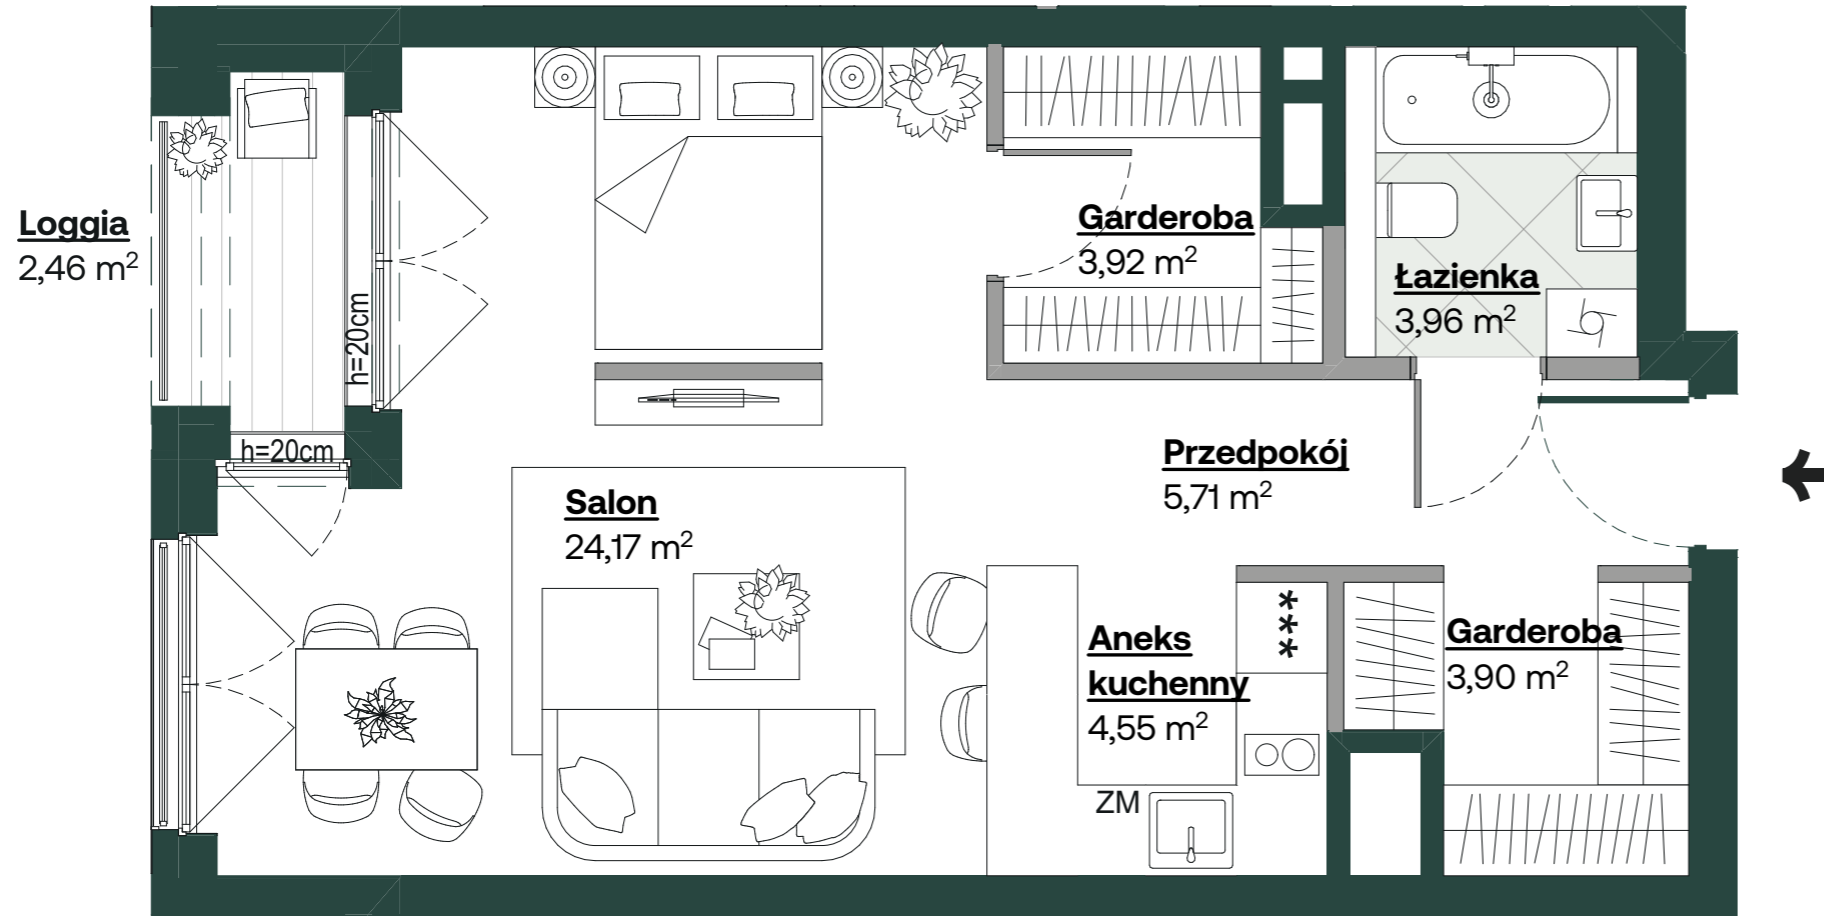 Loggia
2,46 m²
h=20cm
h=20cm
Garderoba
3,92 m²
Łazienka
3,96 m²
Przedpokój
5,71 m²
Salon
24,17 m²
Aneks
kuchenny
4,55 m²
***
Garderoba
3,90 m²
ZM